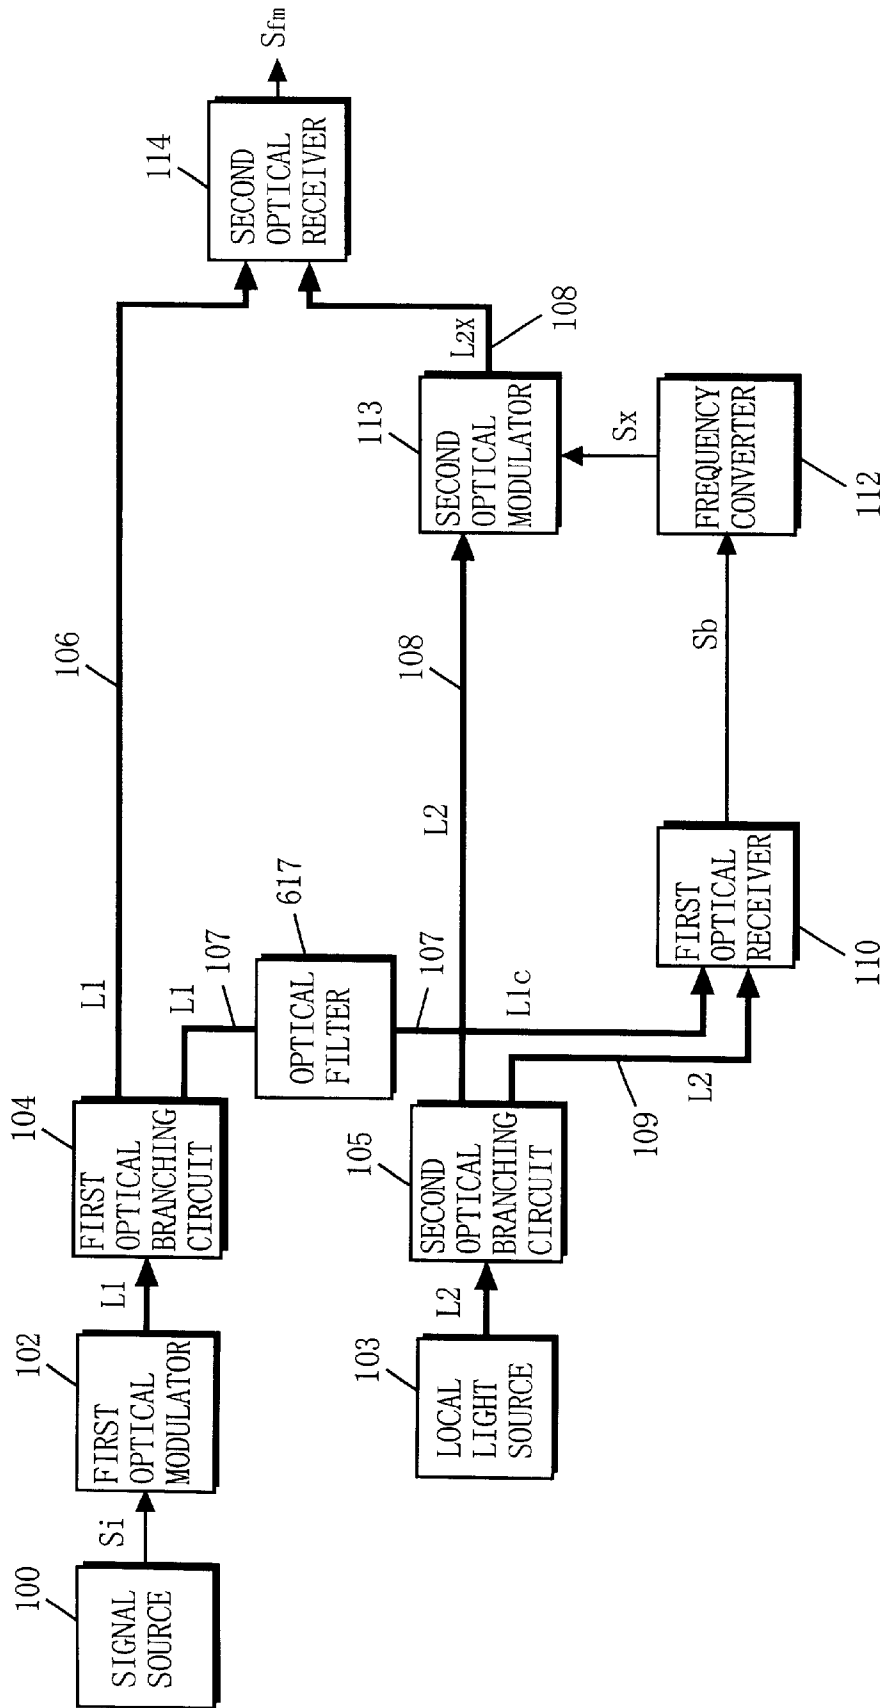 100
SIGNAL
SOURCE
Si
102
FIRST
OPTICAL
MODULATOR
L1
104
FIRST
OPTICAL
BRANCHING
CIRCUIT
L1
106
L1
107
617
OPTICAL
FILTER
107
L1c
103
LOCAL
LIGHT
SOURCE
L2
105
SECOND
OPTICAL
BRANCHING
CIRCUIT
L2
108
109
L2
FIRST
OPTICAL
RECEIVER
110
Sb
FREQUENCY
CONVERTER
112
Sx
113
SECOND
OPTICAL
MODULATOR
L2X
108
114
SECOND
OPTICAL
RECEIVER
Sfm